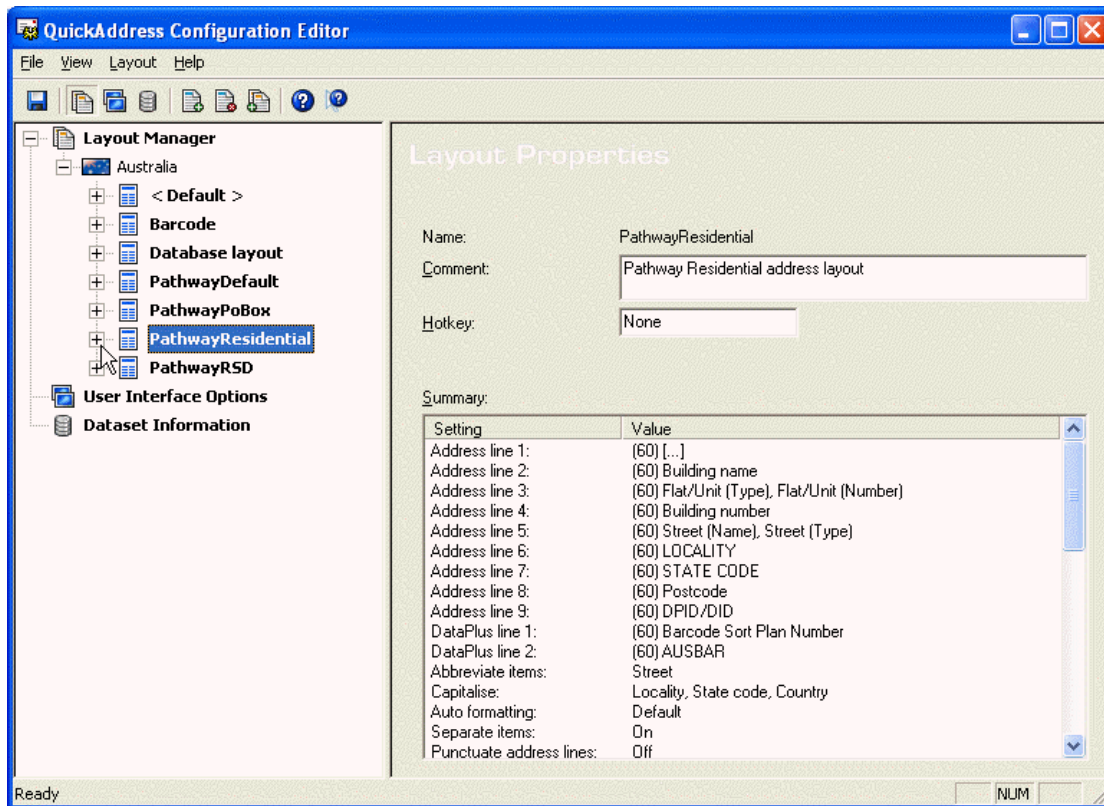 QuickAddress Configuration Editor
File View Layout Help
Layout Manager
Australia
< Default >
Barcode
Database layout
PathwayDefault
PathwayPoBox
PathwayResidential
PathwayRSD
User Interface Options
Dataset Information
Layout Properties
Name: PathwayResidential
Comment: Pathway Residential address layout
Hotkey: None
Summary:
Setting Value
Address line 1: (60) [...]
Address line 2: (60) Building name
Address line 3: (60) Flat/Unit (Type), Flat/Unit (Number)
Address line 4: (60) Building number
Address line 5: (60) Street (Name), Street (Type)
Address line 6: (60) LOCALITY
Address line 7: (60) STATE CODE
Address line 8: (60) Postcode
Address line 9: (60) DPID/DID
DataPlus line 1: (60) Barcode Sort Plan Number
DataPlus line 2: (60) AUSBAR
Abbreviate items: Street
Capitalise: Locality, State code, Country
Auto formatting: Default
Separate items: On
Punctuate address lines: Off
Ready NUM